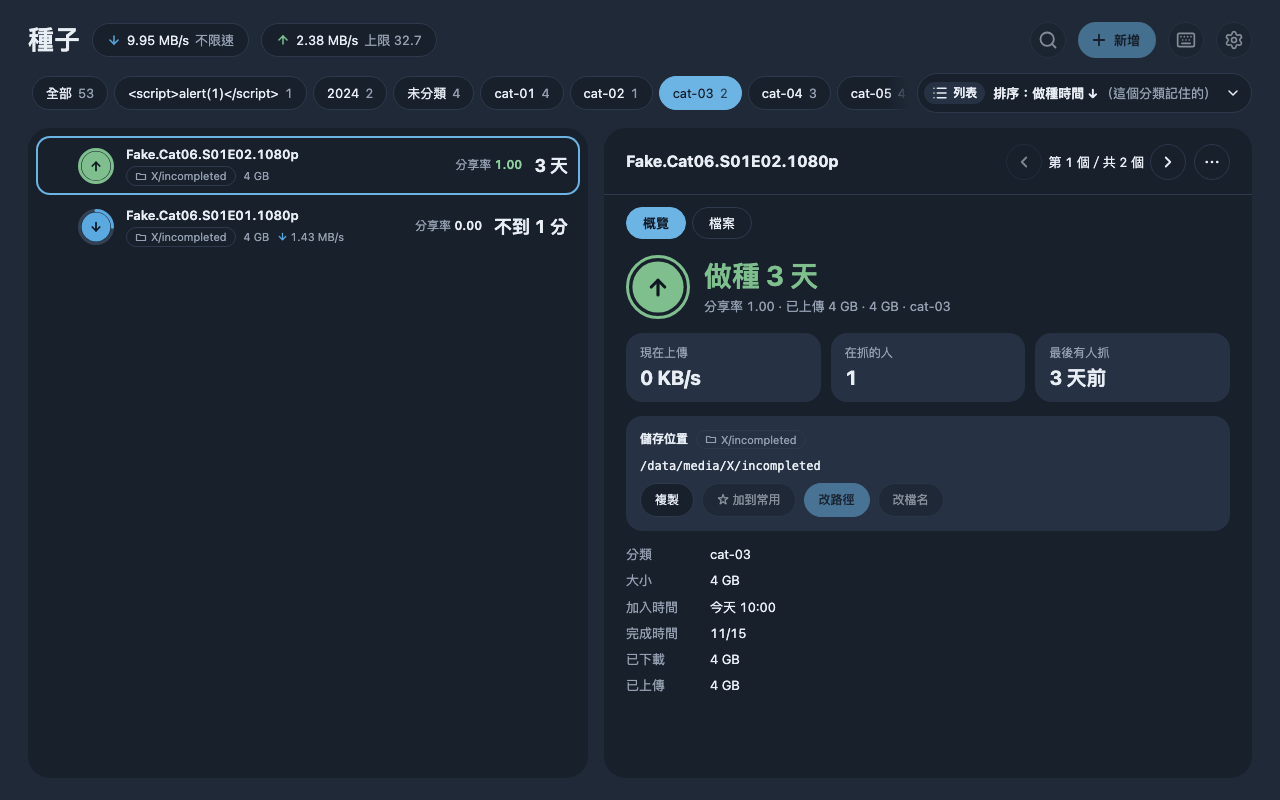 種子 9.95 MB/s 不限速 2.38 MB/s 上限 32.7 新增
全部 53 <script>alert(1)</script> 1 2024 2 未分類 4 cat-01 4 cat-02 1 cat-03 2 cat-04 3 cat-05 4 列表 排序：做種時間 ↓ (這個分類記住的)
Fake.Cat06.S01E02.1080p
X/incompleted 4 GB
分享率 1.00 3 天
Fake.Cat06.S01E01.1080p
X/incompleted 4 GB ↓ 1.43 MB/s
分享率 0.00 不到 1 分
Fake.Cat06.S01E02.1080p 第 1 個 / 共 2 個
概覽 檔案
做種 3 天
分享率 1.00 · 已上傳 4 GB · 4 GB · cat-03
現在上傳
0 KB/s
在抓的人
1
最後有人抓
3 天前
儲存位置 X/incompleted
/data/media/X/incompleted
複製 ☆ 加到常用 改路徑 改檔名
分類 cat-03
大小 4 GB
加入時間 今天 10:00
完成時間 11/15
已下載 4 GB
已上傳 4 GB